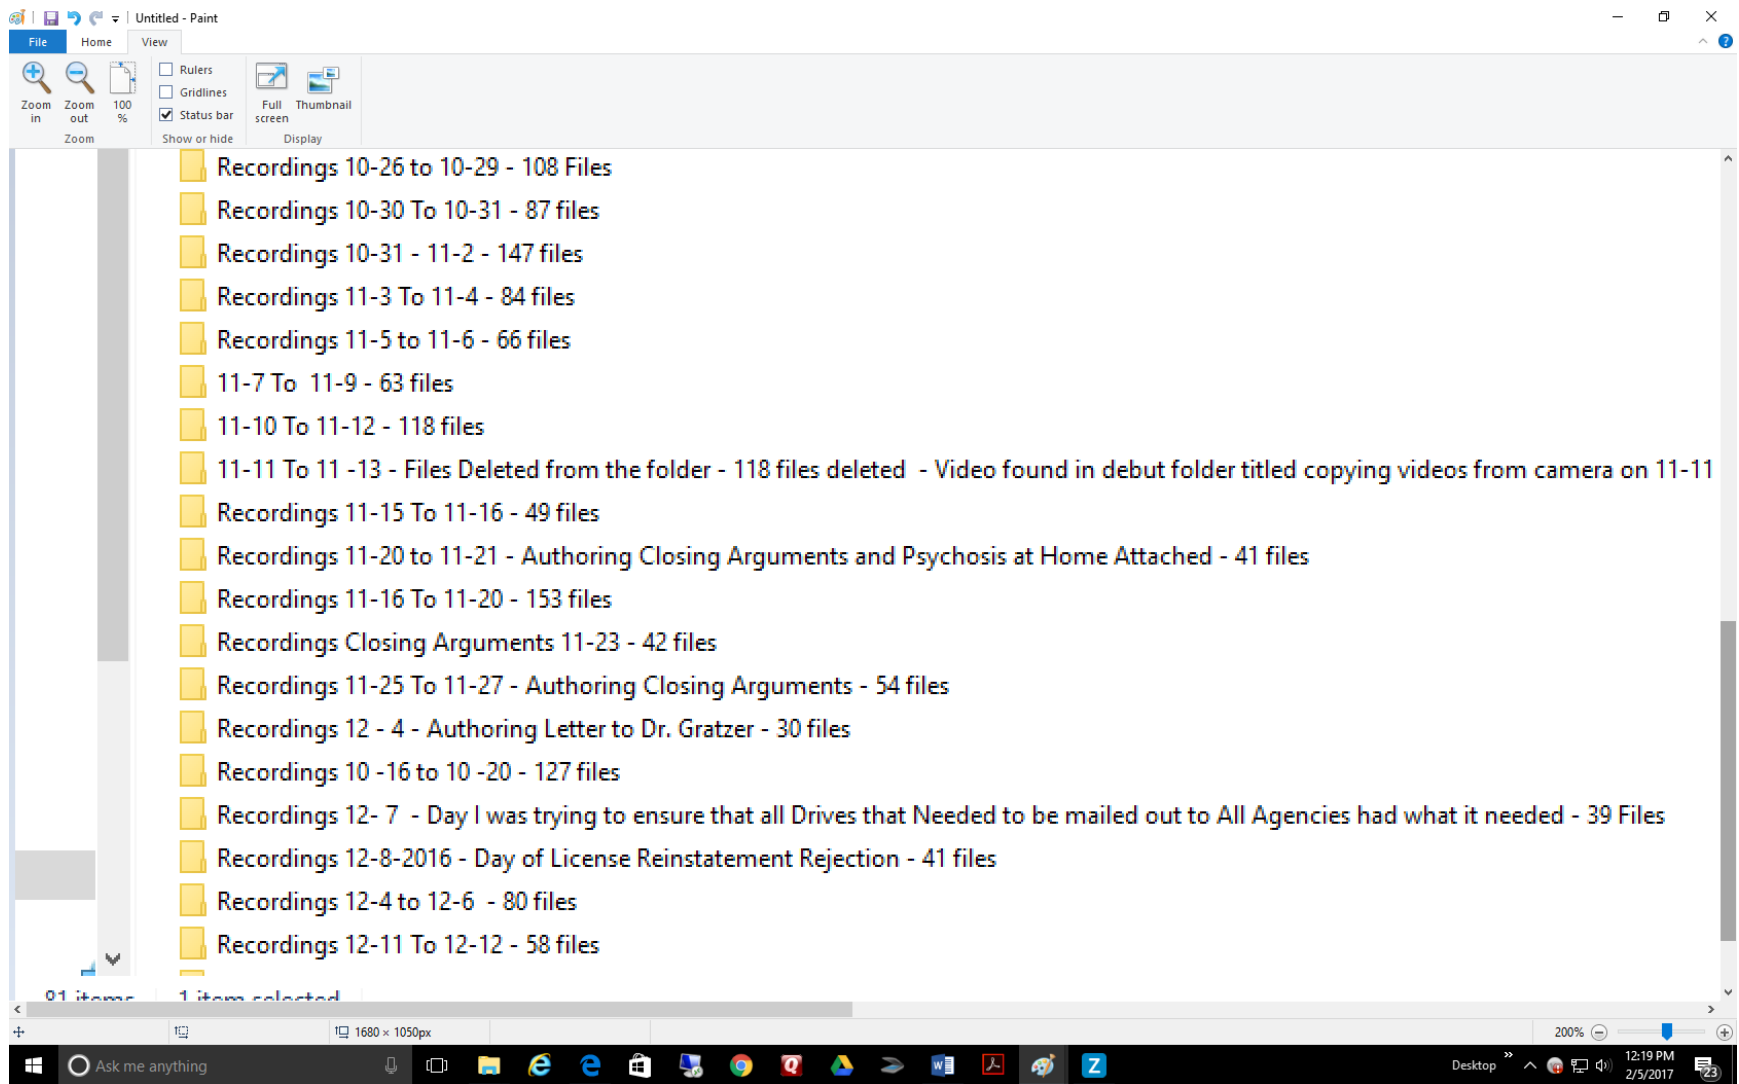 Untitled - Paint
File Home View
Zoom in
Zoom out
100 %
Zoom
Rulers
Gridlines
Status bar
Show or hide
Full screen
Thumbnail
Display
Recordings 10-26 to 10-29 - 108 Files
Recordings 10-30 To 10-31 - 87 files
Recordings 10-31 - 11-2 - 147 files
Recordings 11-3 To 11-4 - 84 files
Recordings 11-5 to 11-6 - 66 files
11-7 To  11-9 - 63 files
11-10 To 11-12 - 118 files
11-11 To 11 -13 - Files Deleted from the folder - 118 files deleted  - Video found in debut folder titled copying videos from camera on 11-11
Recordings 11-15 To 11-16 - 49 files
Recordings 11-20 to 11-21 - Authoring Closing Arguments and Psychosis at Home Attached - 41 files
Recordings 11-16 To 11-20 - 153 files
Recordings Closing Arguments 11-23 - 42 files
Recordings 11-25 To 11-27 - Authoring Closing Arguments - 54 files
Recordings 12 - 4 - Authoring Letter to Dr. Gratzer - 30 files
Recordings 10 -16 to 10 -20 - 127 files
Recordings 12- 7  - Day I was trying to ensure that all Drives that Needed to be mailed out to All Agencies had what it needed - 39 Files
Recordings 12-8-2016 - Day of License Reinstatement Rejection - 41 files
Recordings 12-4 to 12-6  - 80 files
Recordings 12-11 To 12-12 - 58 files
81 items 1 item selected
1680 × 1050px 200%
Ask me anything
Desktop
12:19 PM
2/5/2017
23